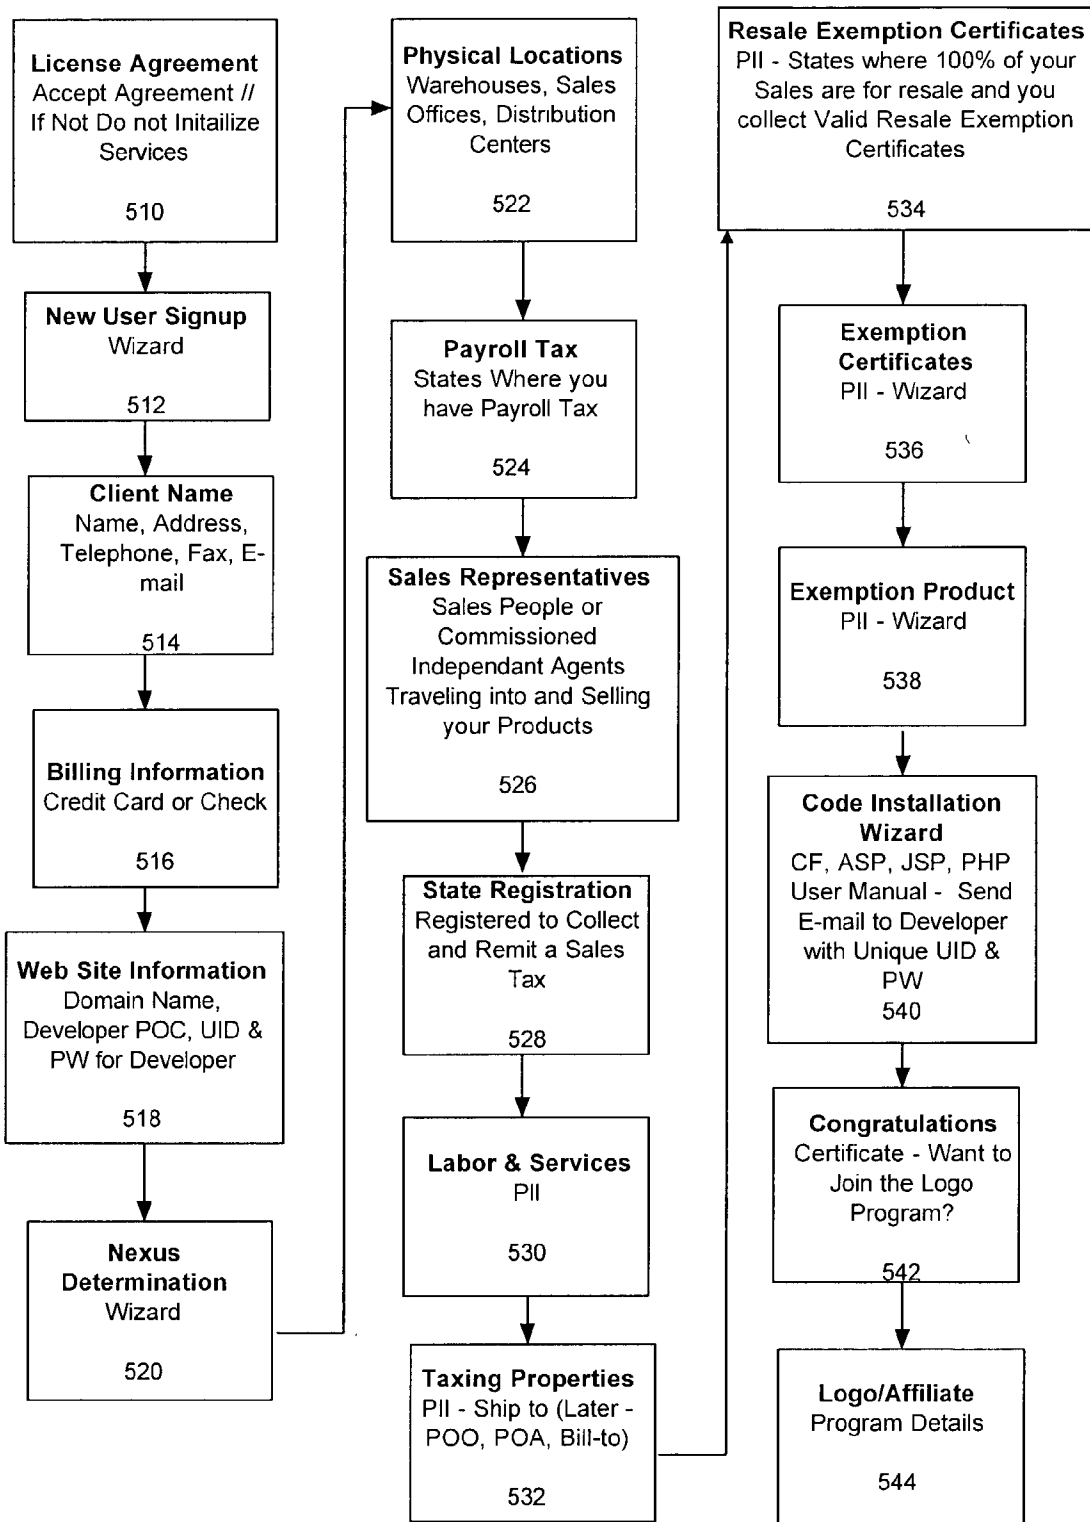 License Agreement
Accept Agreement //
If Not Do not Initailize
Services
510
New User Signup
Wizard
512
Client Name
Name, Address,
Telephone, Fax, E-
mail
514
Billing Information
Credit Card or Check
516
Web Site Information
Domain Name,
Developer POC, UID &
PW for Developer
518
Nexus
Determination
Wizard
520
Physical Locations
Warehouses, Sales
Offices, Distribution
Centers
522
Payroll Tax
States Where you
have Payroll Tax
524
Sales Representatives
Sales People or
Commissioned
Independant Agents
Traveling into and Selling
your Products
526
State Registration
Registered to Collect
and Remit a Sales
Tax
528
Labor & Services
PII
530
Taxing Properties
PII - Ship to (Later -
POO, POA, Bill-to)
532
Resale Exemption Certificates
PII - States where 100% of your
Sales are for resale and you
collect Valid Resale Exemption
Certificates
534
Exemption
Certificates
PII - Wizard
536
Exemption Product
PII - Wizard
538
Code Installation
Wizard
CF, ASP, JSP, PHP
User Manual - Send
E-mail to Developer
with Unique UID &
PW
540
Congratulations
Certificate - Want to
Join the Logo
Program?
542
Logo/Affiliate
Program Details
544